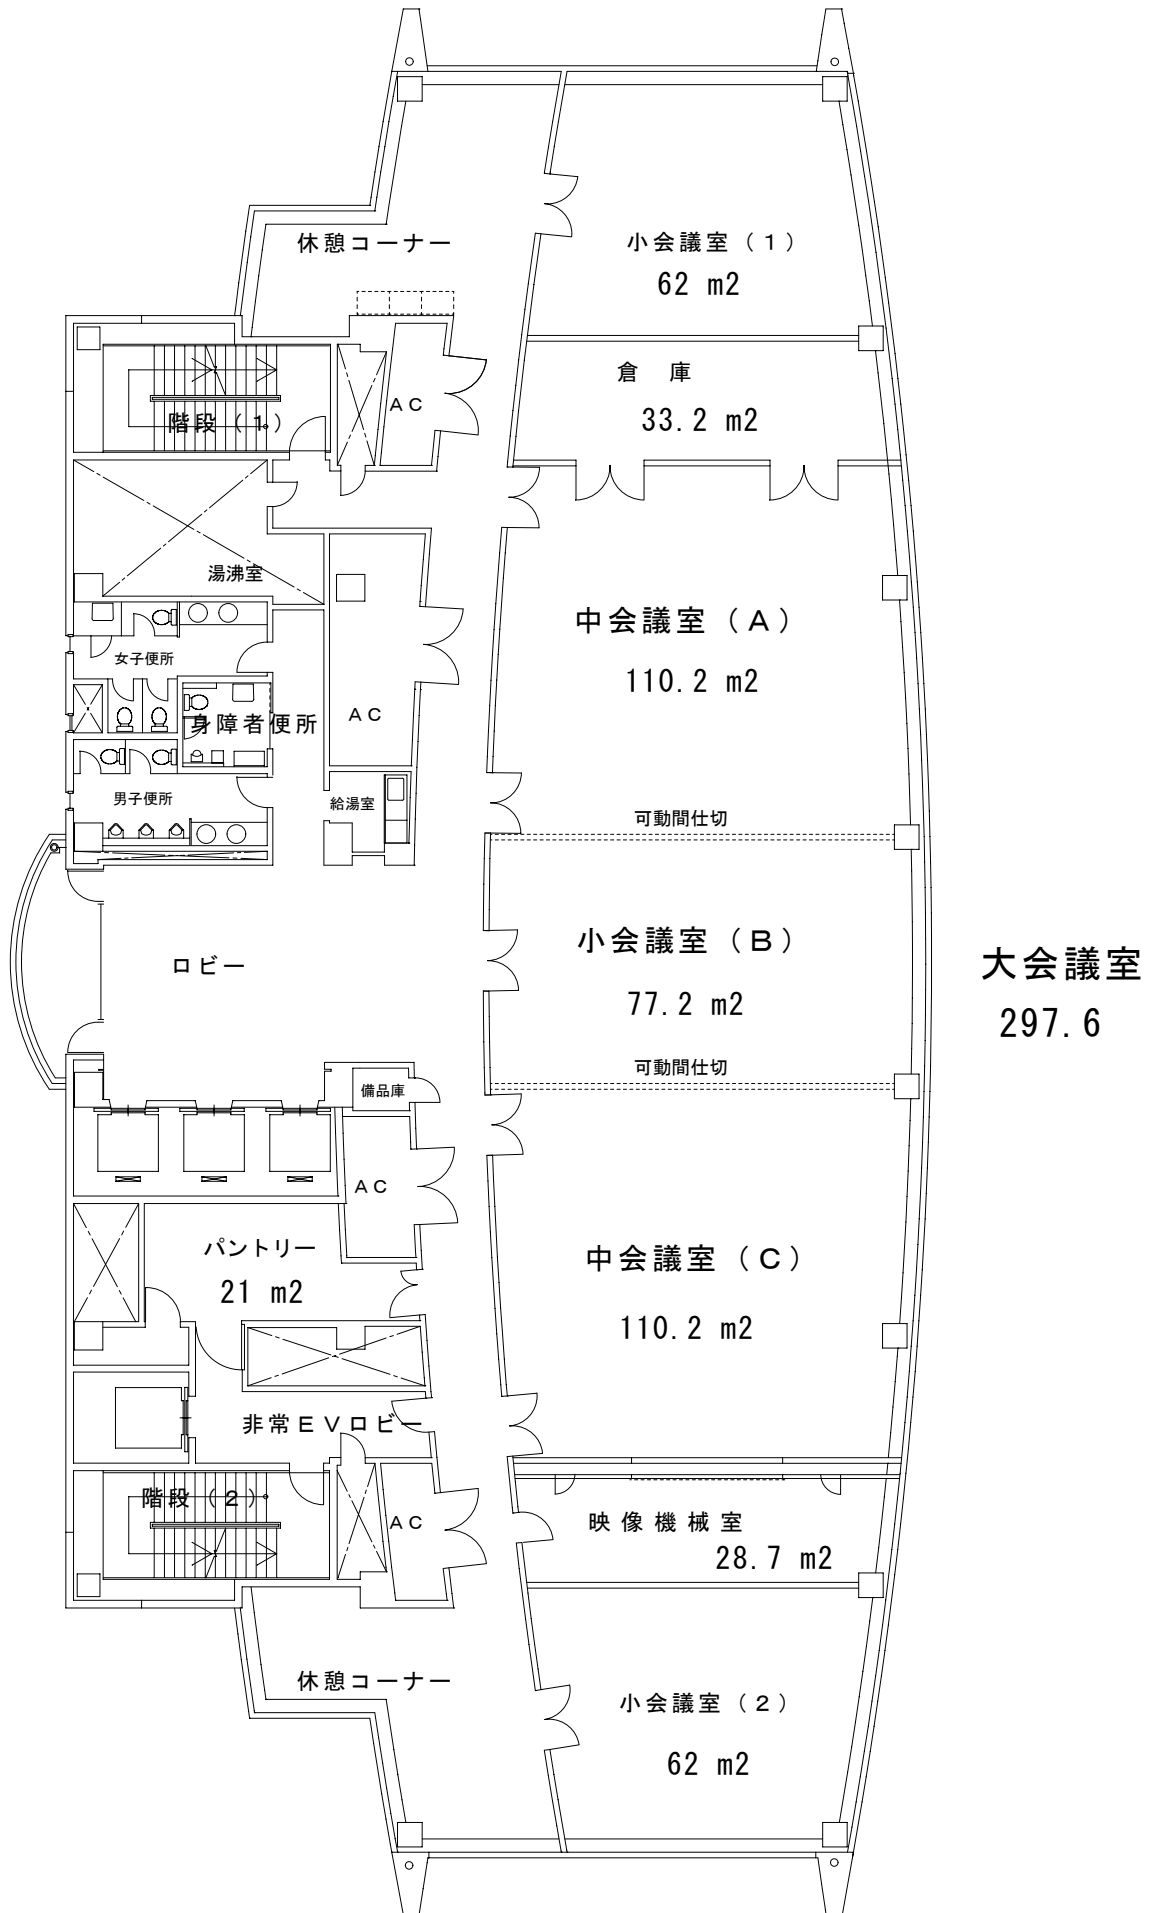 休憩コーナー
小会議室（１）
62 m2
倉　庫
33.2 m2
ＡＣ
階段（１）
湯沸室
中会議室（Ａ）
110.2 m2
女子便所
身障者便所
ＡＣ
男子便所
給湯室
可動間仕切
小会議室（Ｂ）
77.2 m2
ロビー
大会議室
297.6
可動間仕切
備品庫
ＡＣ
パントリー
21 m2
中会議室（Ｃ）
110.2 m2
非常ＥＶロビー
階段（２）
ＡＣ
映像機械室
28.7 m2
休憩コーナー
小会議室（２）
62 m2